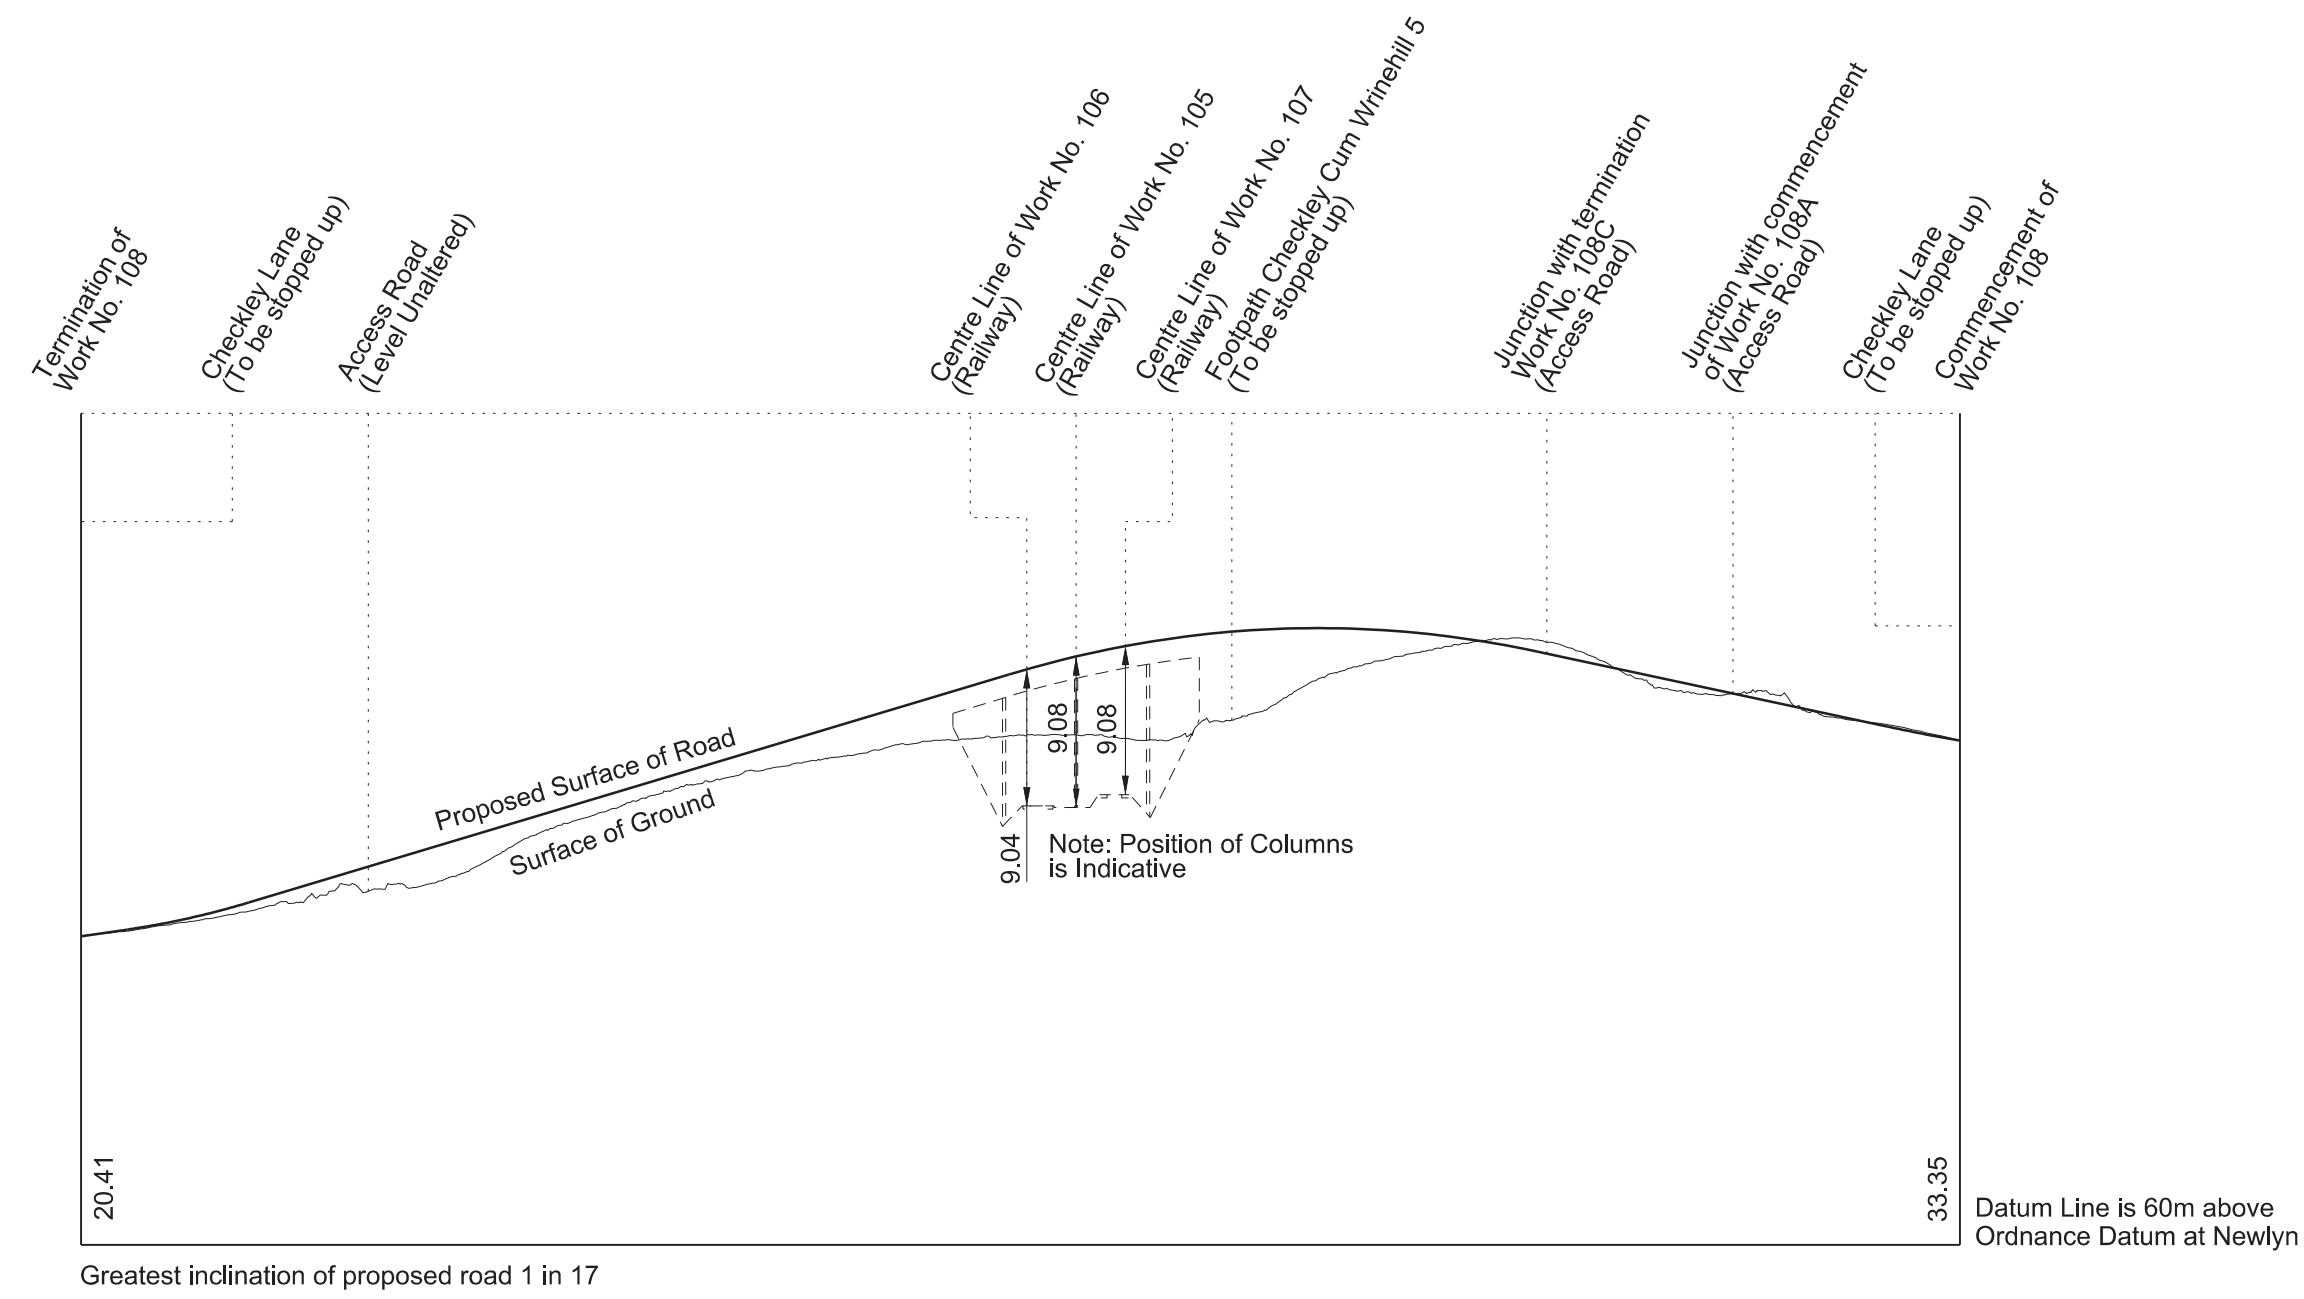 Termination of
Work No. 108
Checkley Lane
(To be stopped up)
Access Road
(Level Unaltered)
Centre Line of Work No. 106
(Railway)
Centre Line of Work No. 105
(Railway)
Centre Line of Work No. 107
(Railway)
Footpath Checkley Cum Wrinehill 5
(To be stopped up)
Junction with termination
Work No. 108C
(Access Road)
Junction with commencement
of Work No. 108A
(Access Road)
Checkley Lane
(To be stopped up)
Commencement of
Work No. 108
Proposed Surface of Road
Surface of Ground
9.04
9.08
9.08
Note: Position of Columns
is Indicative
20.41
33.35
Datum Line is 60m above
Ordnance Datum at Newlyn
Greatest inclination of proposed road 1 in 17